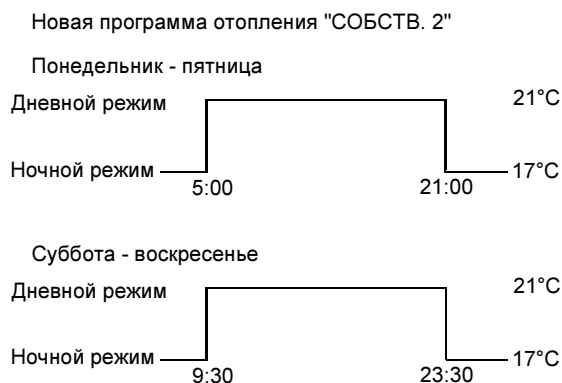 Новая программа отопления "СОБСТВ. 2"
Понедельник - пятница
Дневной режим 21°C
Ночной режим 17°C
5:00 21:00
Суббота - воскресенье
Дневной режим 21°C
Ночной режим 17°C
9:30 23:30